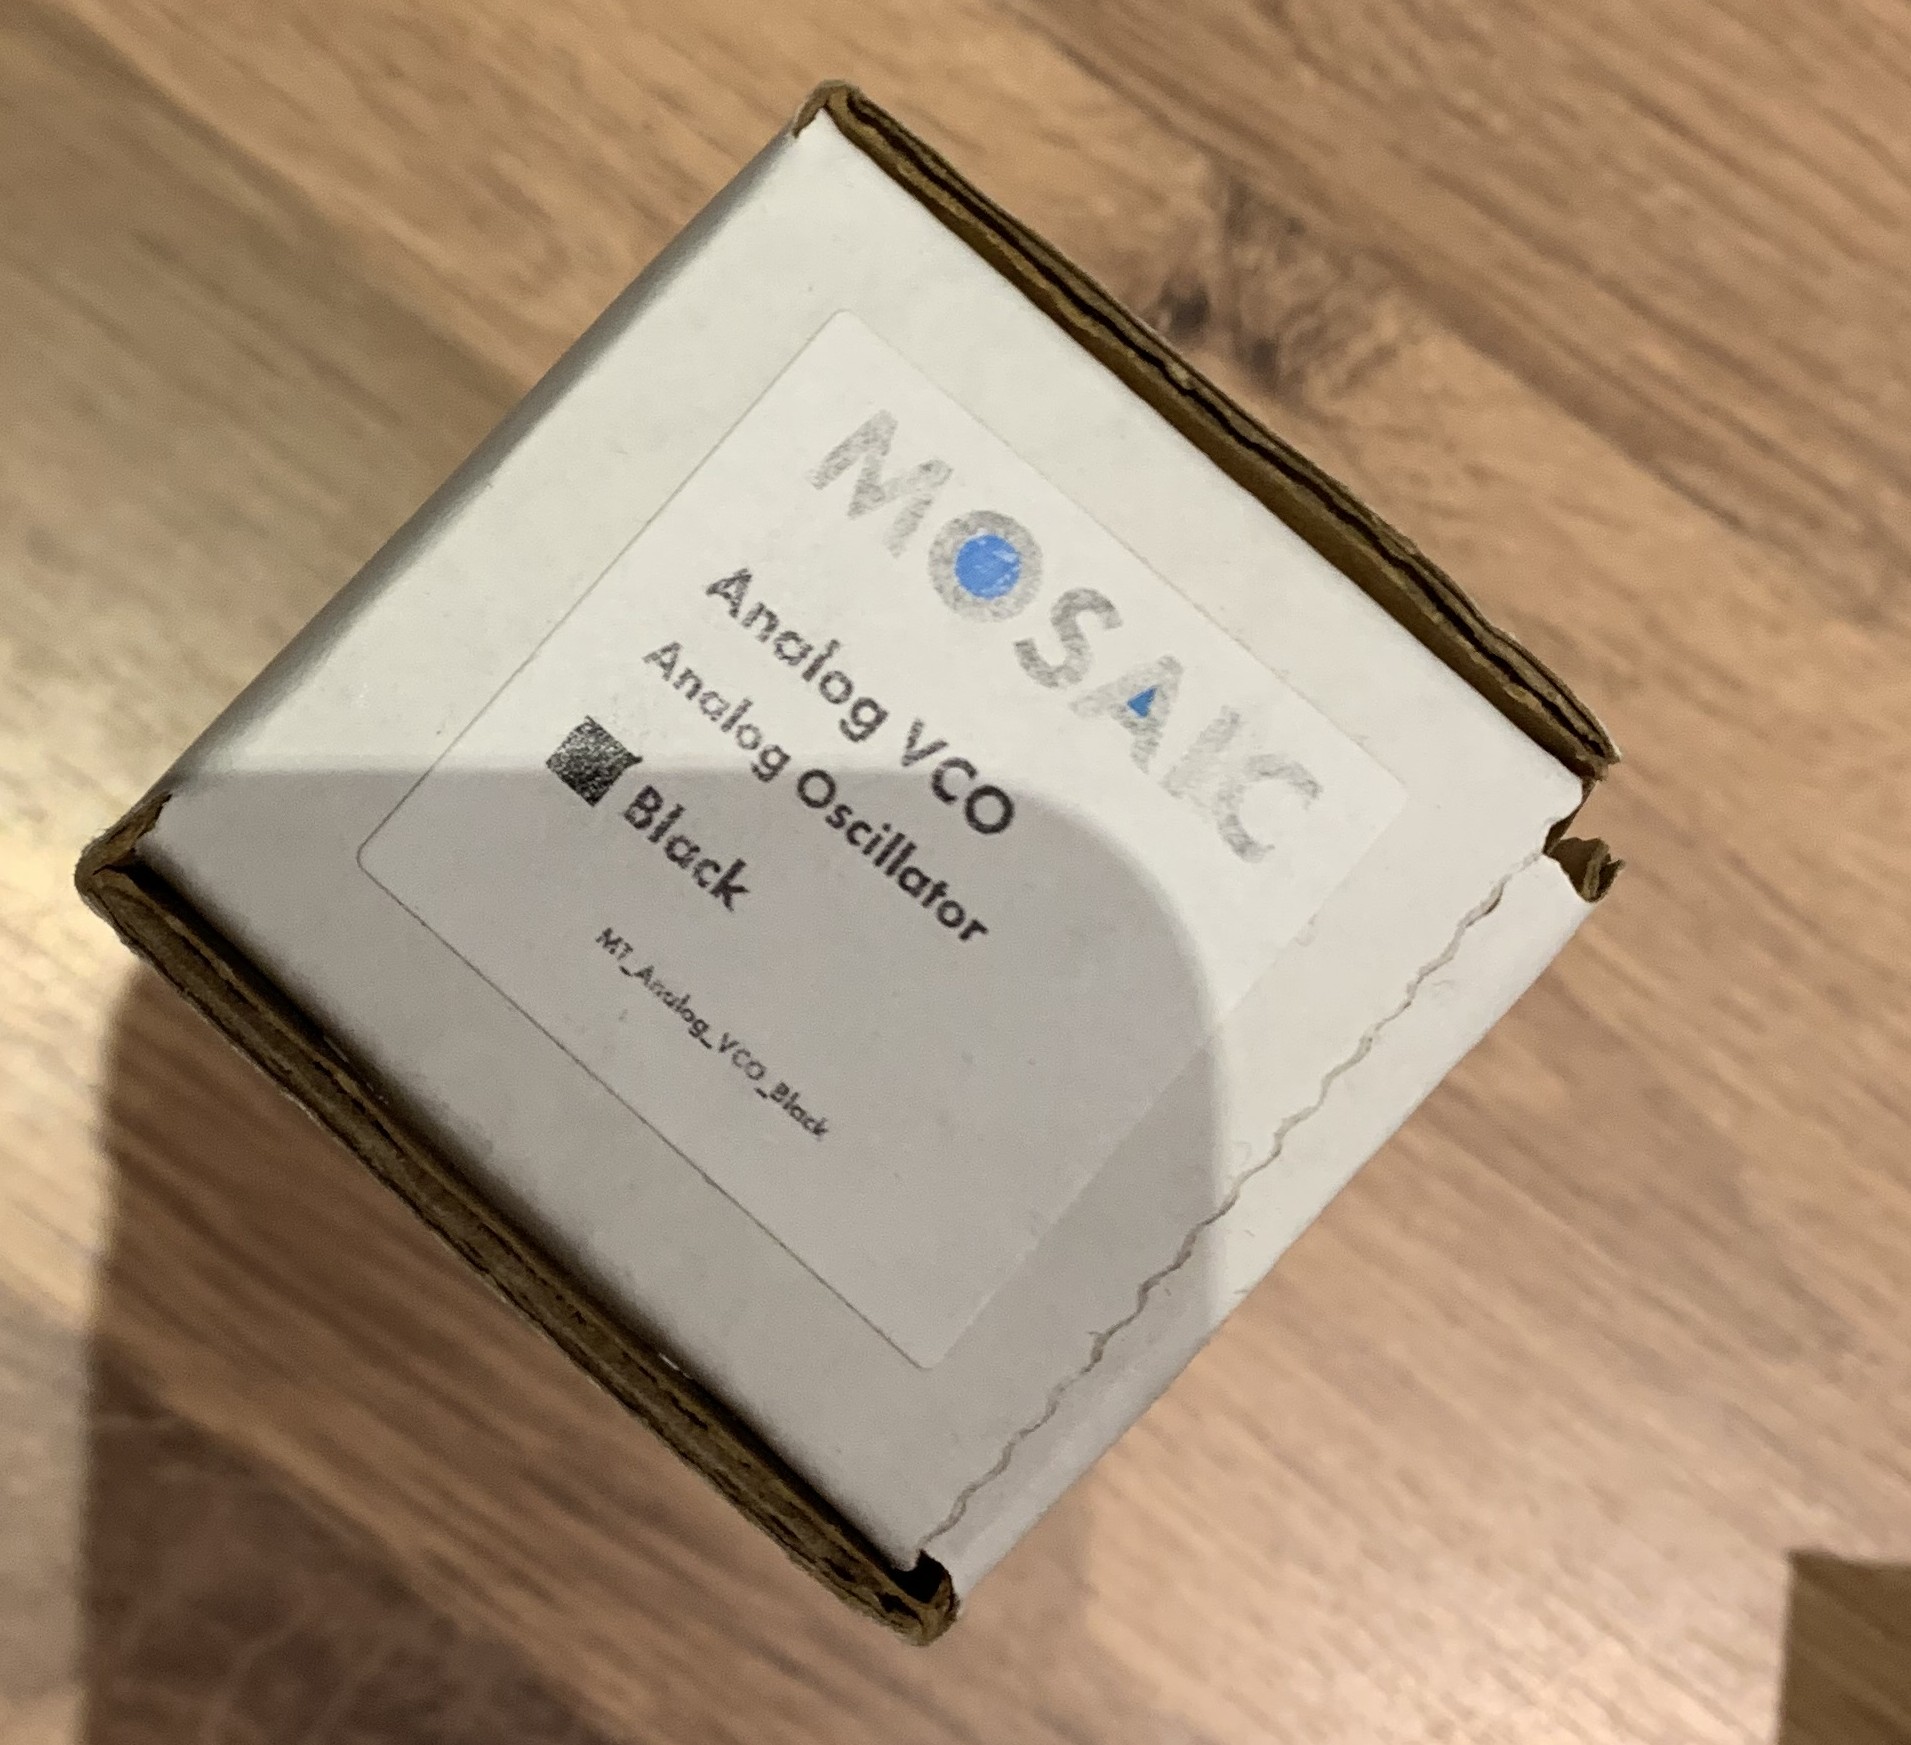 MOSAIC
Analog VCO
Analog Oscillator
Black
MT_Analog_VCO_Black